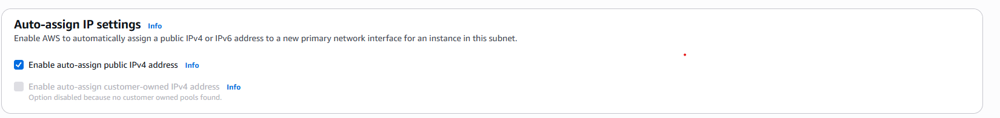 Auto-assign IP settings Info
Enable AWS to automatically assign a public IPv4 or IPv6 address to a new primary network interface for an instance in this subnet.
Enable auto-assign public IPv4 address Info
Enable auto-assign customer-owned IPv4 address Info
Option disabled because no customer owned pools found.